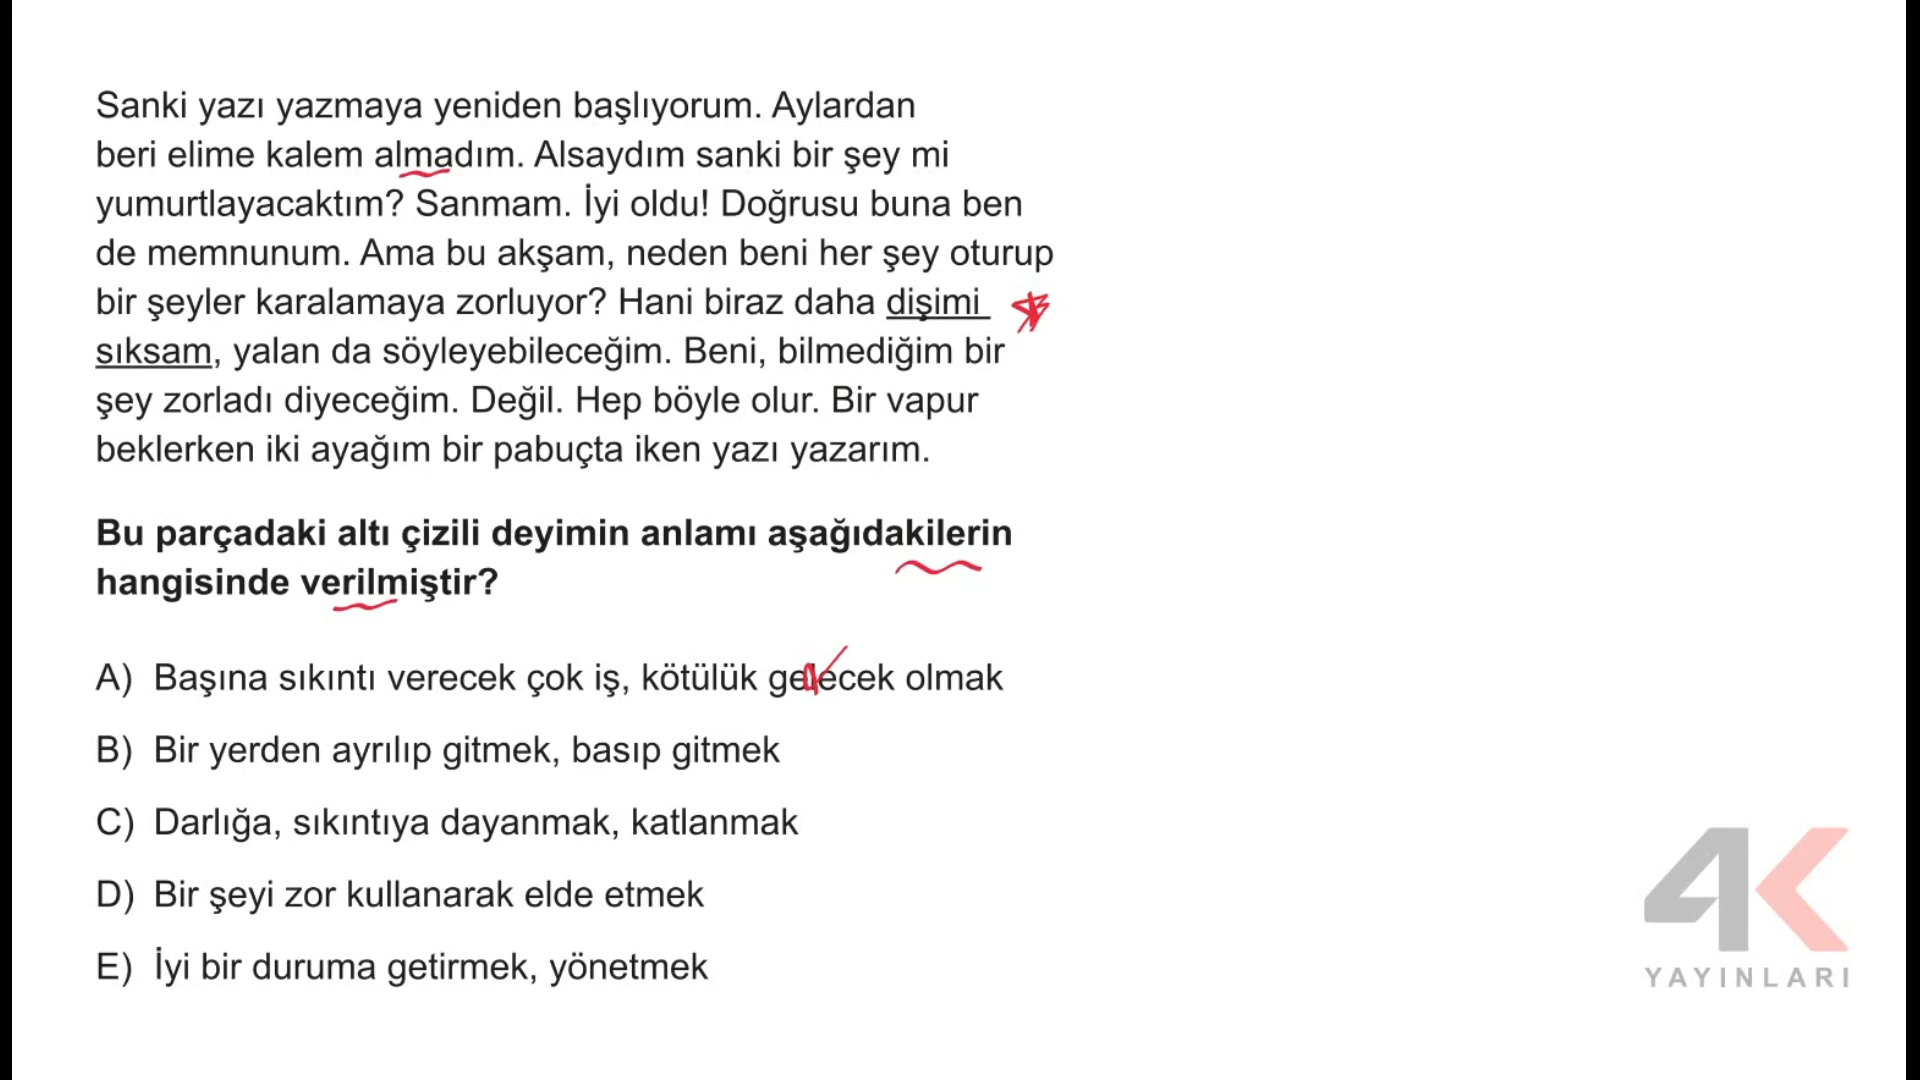 Sanki yazı yazmaya yeniden başlıyorum. Aylardan
beri elime kalem almadım. Alsaydım sanki bir şey mi
yumurtlayacaktım? Sanmam. İyi oldu! Doğrusu buna ben
de memnunum. Ama bu akşam, neden beni her şey oturup
bir şeyler karalamaya zorluyor? Hani biraz daha dişimi
sıksam, yalan da söyleyebileceğim. Beni, bilmediğim bir
şey zorladı diyeceğim. Değil. Hep böyle olur. Bir vapur
beklerken iki ayağım bir pabuçta iken yazı yazarım.
Bu parçadaki altı çizili deyimin anlamı aşağıdakilerin
hangisinde verilmiştir?
A) Başına sıkıntı verecek çok iş, kötülük gelecek olmak
B) Bir yerden ayrılıp gitmek, basıp gitmek
C) Darlığa, sıkıntıya dayanmak, katlanmak
D) Bir şeyi zor kullanarak elde etmek
E) İyi bir duruma getirmek, yönetmek
4K
YAYINLARI